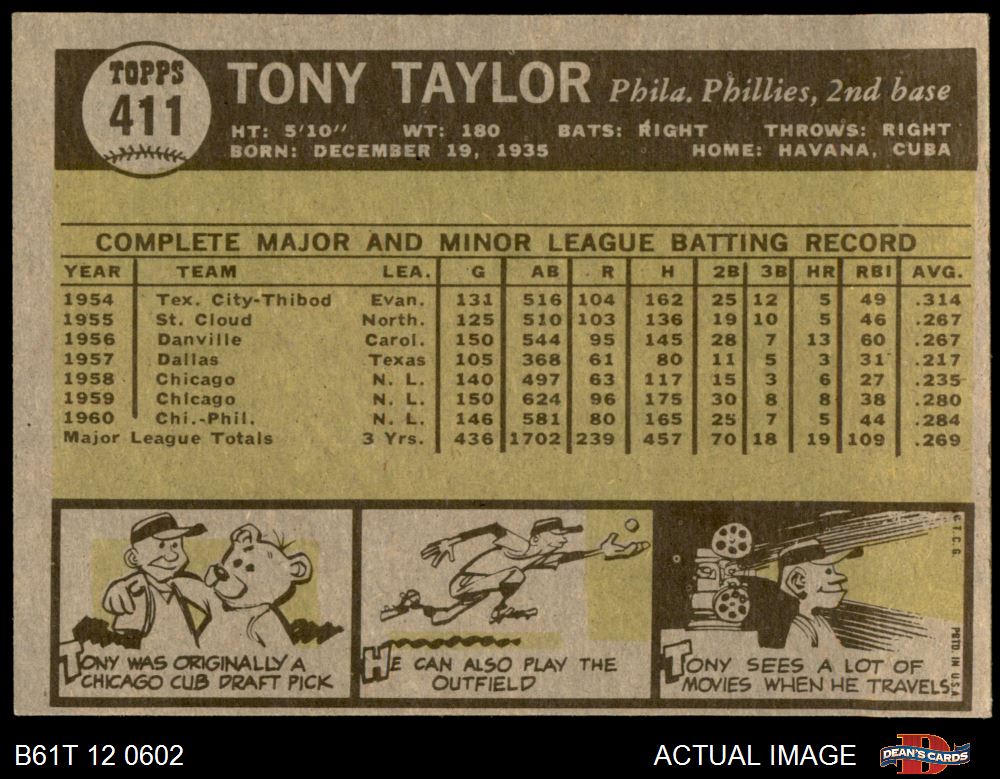 TOPPS
411
TONY TAYLOR Phila. Phillies, 2nd base
HT: 5'10" WT: 180 BATS: RIGHT THROWS: RIGHT
BORN: DECEMBER 19, 1935 HOME: HAVANA, CUBA
COMPLETE MAJOR AND MINOR LEAGUE BATTING RECORD
YEAR TEAM LEA. G AB R H 2B 3B HR RBI AVG.
1954 Tex. City-Thibod Evan. 131 516 104 162 25 12 5 49 .314
1955 St. Cloud North. 125 510 103 136 19 10 5 46 .267
1956 Danville Carol. 150 544 95 145 28 7 13 60 .267
1957 Dallas Texas 105 368 61 80 11 5 3 31 .217
1958 Chicago N. L. 140 497 63 117 15 3 6 27 .235
1959 Chicago N. L. 150 624 96 175 30 8 8 38 .280
1960 Chi.-Phil. N. L. 146 581 80 165 25 7 5 44 .284
Major League Totals 3 Yrs. 436 1702 239 457 70 18 19 109 .269
TONY WAS ORIGINALLY A
CHICAGO CUB DRAFT PICK
HE CAN ALSO PLAY THE
OUTFIELD
TONY SEES A LOT OF
MOVIES WHEN HE TRAVELS
© T.C.G.
PRTD. IN U.S.A.
B61T 12 0602
ACTUAL IMAGE
DEAN'S CARDS